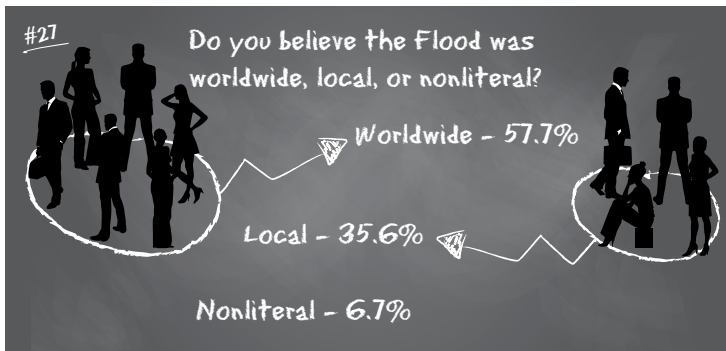 #27
Do you believe the Flood was
worldwide, local, or nonliteral?
Worldwide - 57.7%
Local - 35.6%
Nonliteral - 6.7%